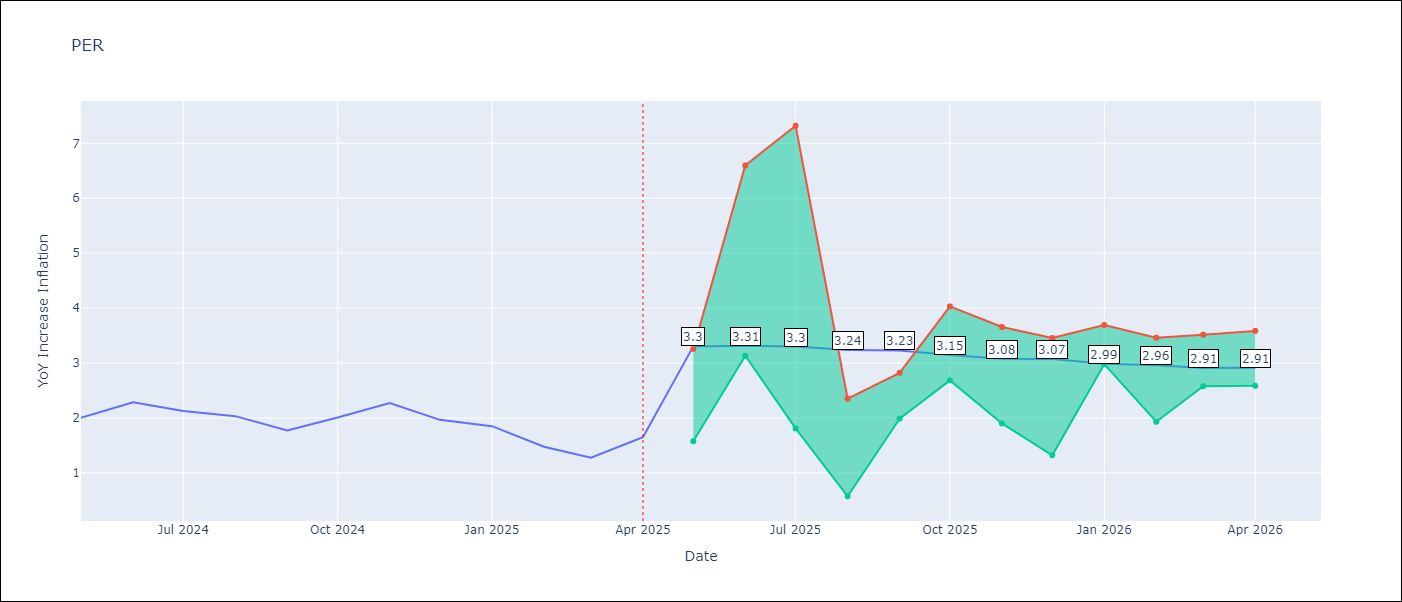 PER
YoY Increase Inflation
7
6
5
4
3
2
1
3.3
3.31
3.3
3.24
3.23
3.15
3.08
3.07
2.99
2.96
2.91
2.91
Jul 2024
Oct 2024
Jan 2025
Apr 2025
Jul 2025
Oct 2025
Jan 2026
Apr 2026
Date